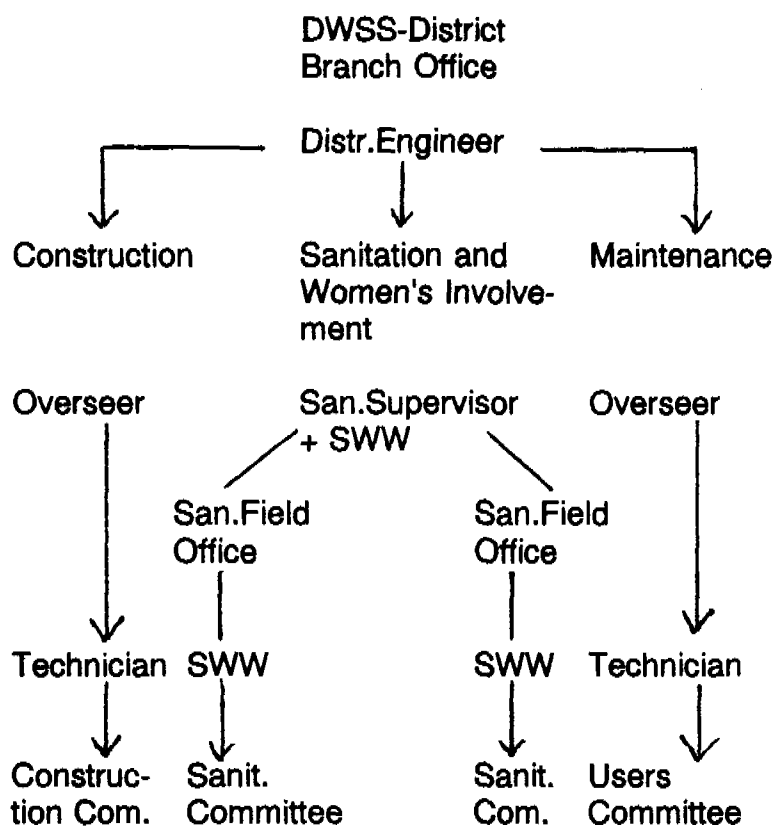 DWSS-District
Branch Office
Distr.Engineer
Construction
Sanitation and
Women's Involve-
ment
Maintenance
Overseer
San.Supervisor
+ SWW
Overseer
San.Field
Office
San.Field
Office
Technician
SWW
SWW
Technician
Construc-
tion Com.
Sanit.
Committee
Sanit.
Com.
Users
Committee